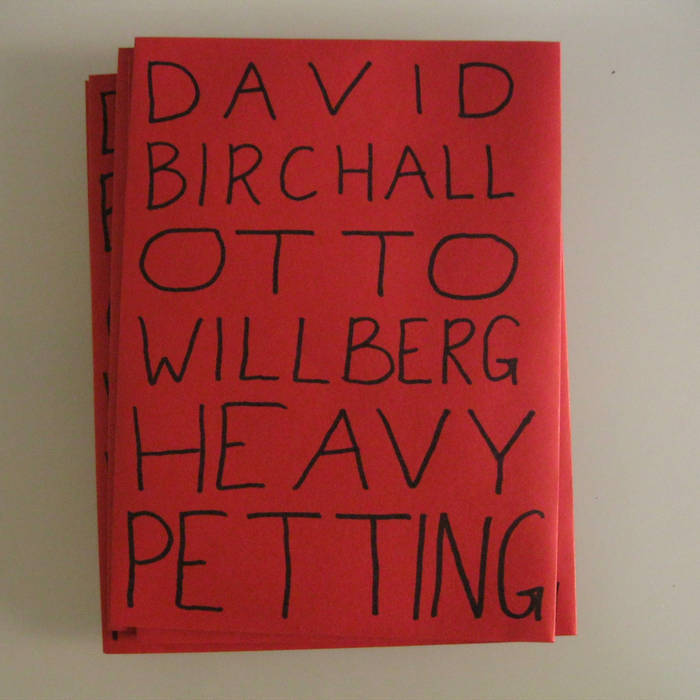 DAVID
BIRCHALL
OTTO
WILLBERG
HEAVY
PETTING